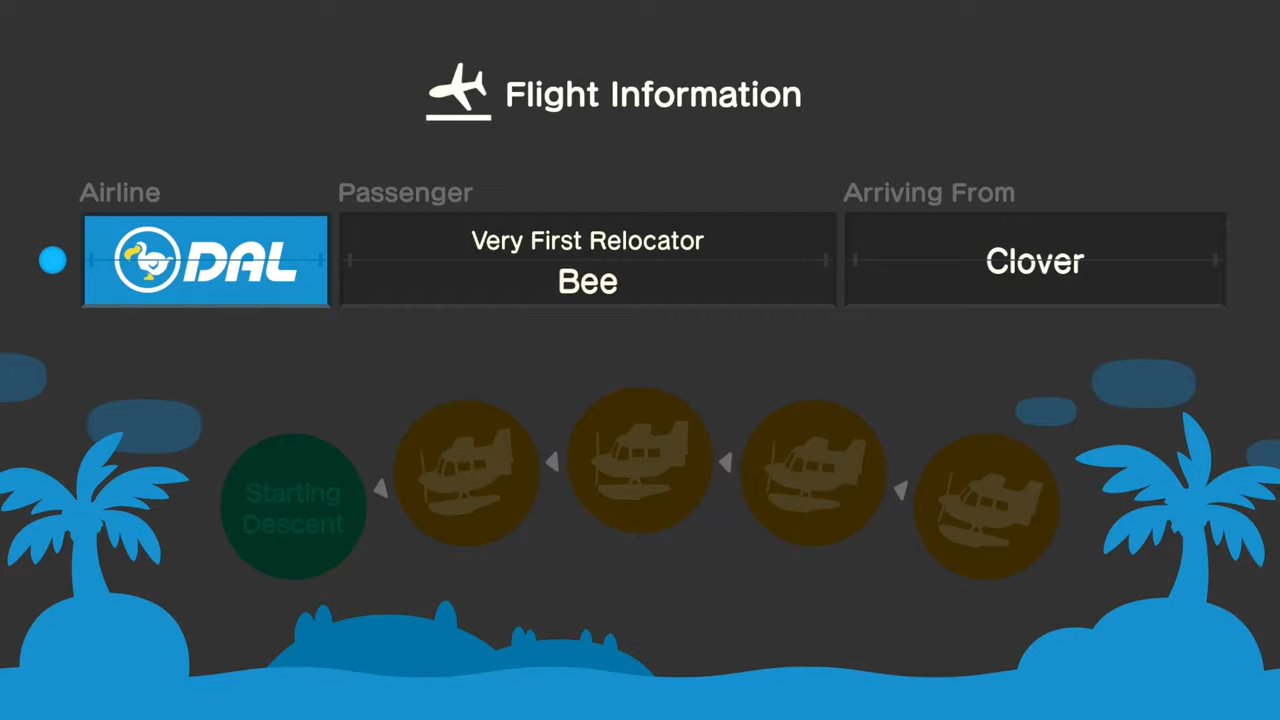 Flight Information
Airline
Passenger
Arriving From
DAL
Very First Relocator
Bee
Clover
Starting
Descent